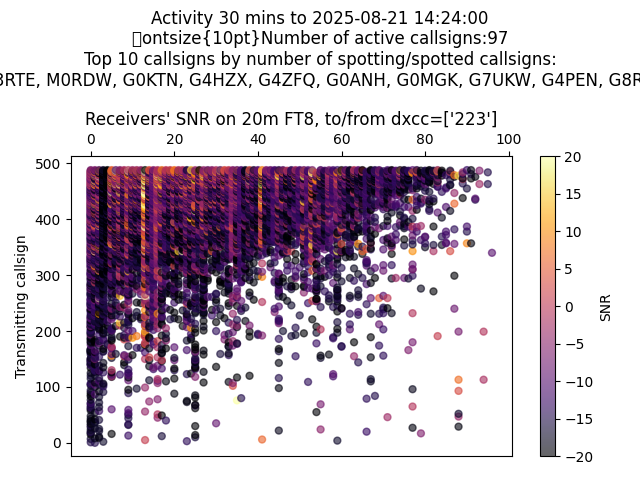 Activity 30 mins to 2025-08-21 14:24:00
ontsize{10pt}Number of active callsigns:97
Top 10 callsigns by number of spotting/spotted callsigns:
3RTE, M0RDW, G0KTN, G4HZX, G4ZFQ, G0ANH, G0MGK, G7UKW, G4PEN, G8R
Receivers' SNR on 20m FT8, to/from dxcc=['223']
0 20 40 60 80 100
500
400
300
200
100
0
Transmitting callsign
20
15
10
5
0
−5
−10
−15
−20
SNR